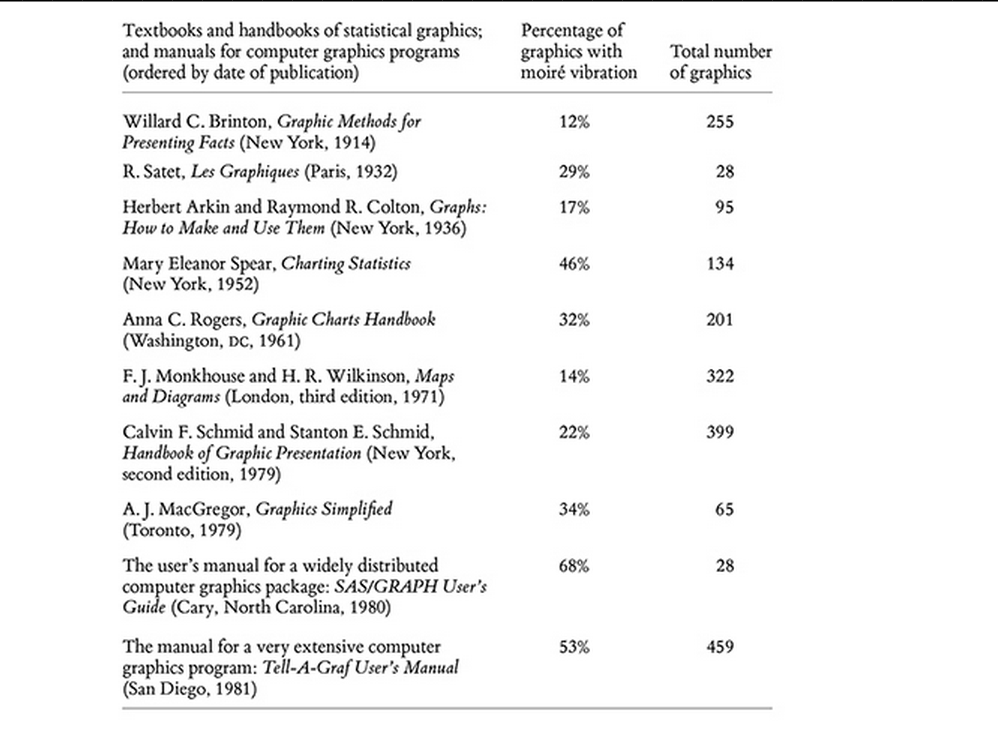 Textbooks and handbooks of statistical graphics; and manuals for computer graphics programs (ordered by date of publication) Percentage of graphics with moiré vibration Total number of graphics
Willard C. Brinton, Graphic Methods for 12% 255
Presenting Facts (New York, 1914)
R. Satet, Les Graphiques (Paris, 1932) 29% 28
Herbert Arkin and Raymond R. Colton, Graphs: 17% 95
How to Make and Use Them (New York, 1936)
Mary Eleanor Spear, Charting Statistics 46% 134
(New York, 1952)
Anna C. Rogers, Graphic Charts Handbook 32% 201
(Washington, DC, 1961)
F. J. Monkhouse and H. R. Wilkinson, Maps 14% 322
and Diagrams (London, third edition, 1971)
Calvin F. Schmid and Stanton E. Schmid, 22% 399
Handbook of Graphic Presentation (New York,
second edition, 1979)
A. J. MacGregor, Graphics Simplified 34% 65
(Toronto, 1979)
The user's manual for a widely distributed 68% 28
computer graphics package: SAS/GRAPH User's
Guide (Cary, North Carolina, 1980)
The manual for a very extensive computer 53% 459
graphics program: Tell-A-Graf User's Manual
(San Diego, 1981)